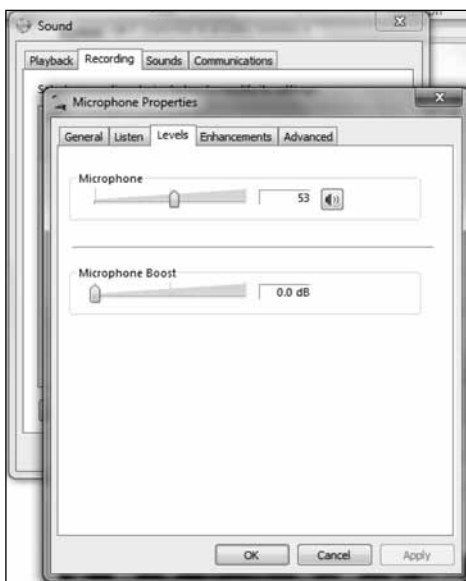 Sound
Playback Recording Sounds Communications
Microphone Properties
General Listen Levels Enhancements Advanced
Microphone
53
Microphone Boost
0.0 dB
OK Cancel Apply